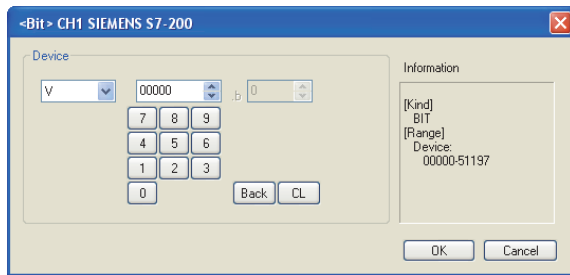 <Bit> CH1 SIEMENS S7-200
Device
V 00000 .b 0
7 8 9
4 5 6
1 2 3
0 Back CL
Information
[Kind]
BIT
[Range]
Device:
00000-51197
OK Cancel